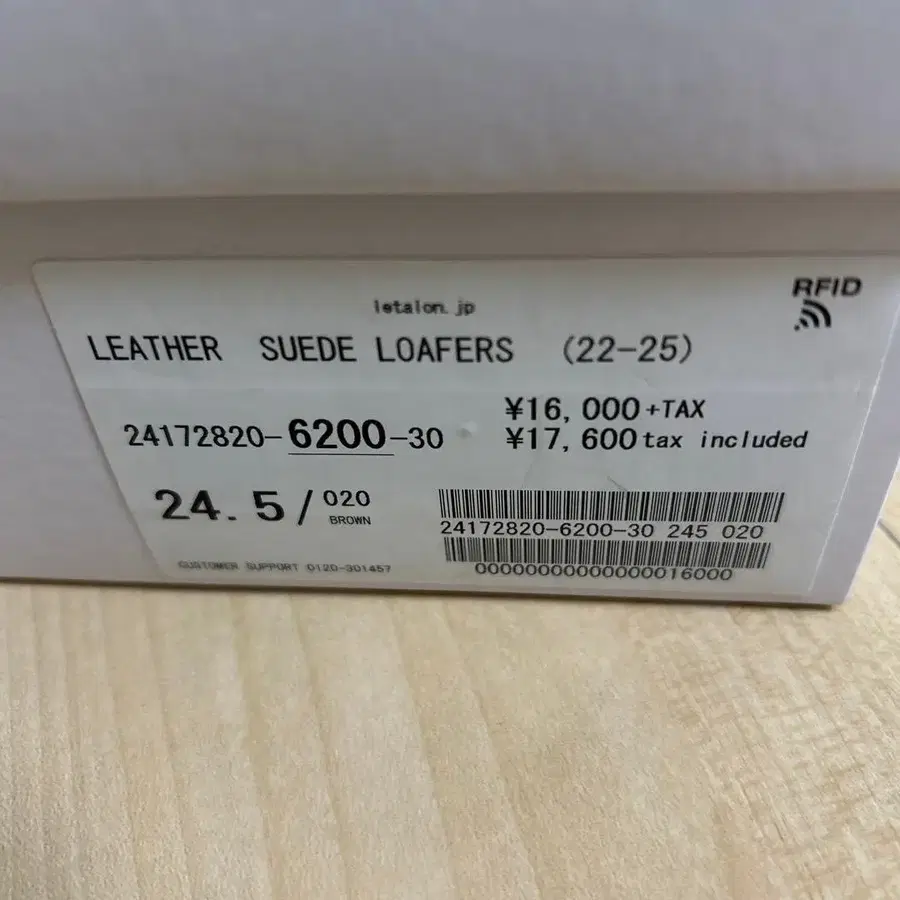 RFID
letalon.jp
LEATHER SUEDE LOAFERS (22-25)
¥16,000+TAX
24172820-6200-30
¥17,600 tax included
24.5/020
BROWN
24172820-6200-30 245 020
CUSTOMER SUPPORT 0120-301457
000000000000000016000